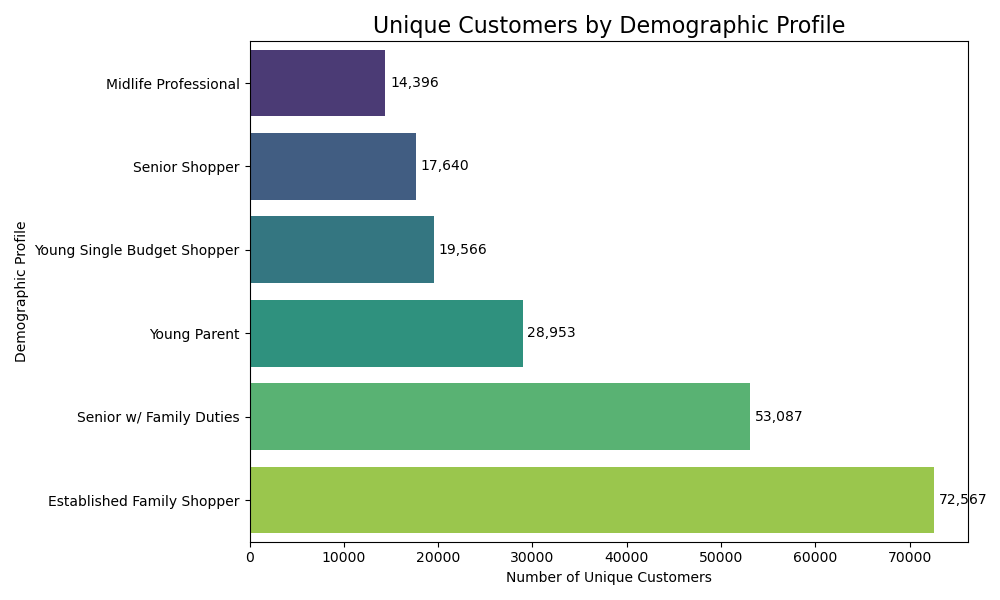 Unique Customers by Demographic Profile
Demographic Profile
Midlife Professional
14,396
Senior Shopper
17,640
Young Single Budget Shopper
19,566
Young Parent
28,953
Senior w/ Family Duties
53,087
Established Family Shopper
72,567
0 10000 20000 30000 40000 50000 60000 70000
Number of Unique Customers